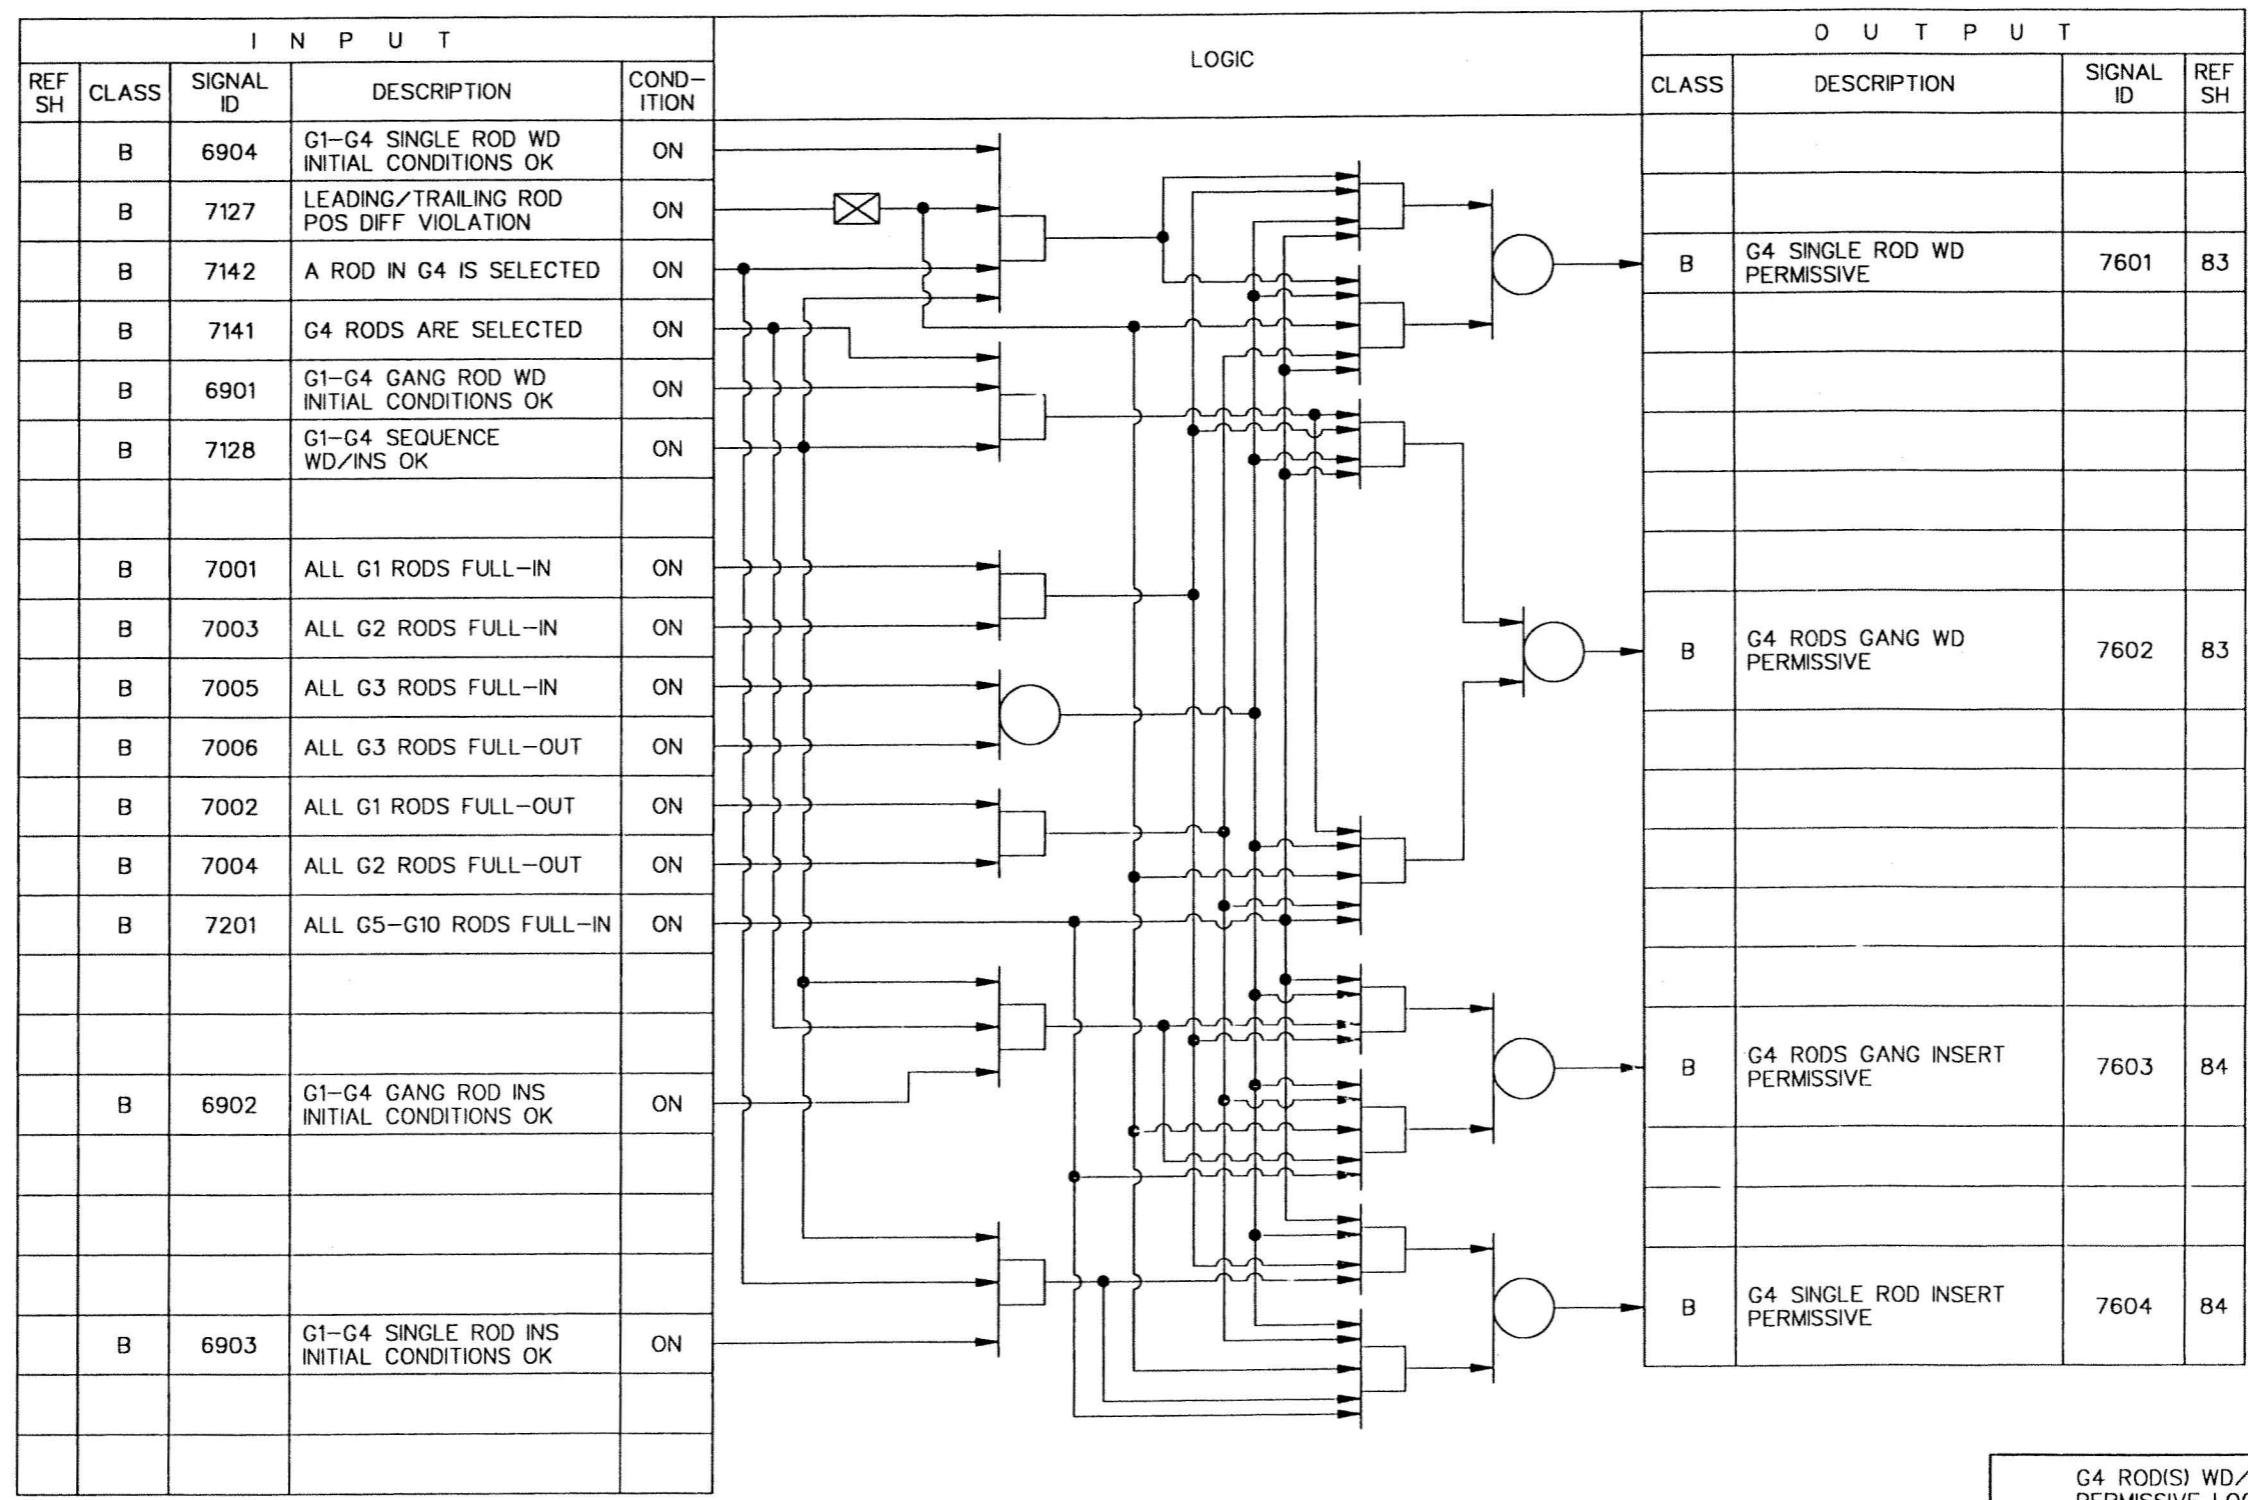 I N P U T
LOGIC
O U T P U T
REF SH
CLASS
SIGNAL ID
DESCRIPTION
COND-ITION
CLASS
DESCRIPTION
SIGNAL ID
REF SH
B 6904 G1-G4 SINGLE ROD WD ON
INITIAL CONDITIONS OK
B 7127 LEADING/TRAILING ROD ON
POS DIFF VIOLATION
B 7142 A ROD IN G4 IS SELECTED ON
B 7141 G4 RODS ARE SELECTED ON
B 6901 G1-G4 GANG ROD WD ON
INITIAL CONDITIONS OK
B 7128 G1-G4 SEQUENCE ON
WD/INS OK
B 7001 ALL G1 RODS FULL-IN ON
B 7003 ALL G2 RODS FULL-IN ON
B 7005 ALL G3 RODS FULL-IN ON
B 7006 ALL G3 RODS FULL-OUT ON
B 7002 ALL G1 RODS FULL-OUT ON
B 7004 ALL G2 RODS FULL-OUT ON
B 7201 ALL G5-G10 RODS FULL-IN ON
B 6902 G1-G4 GANG ROD INS ON
INITIAL CONDITIONS OK
B 6903 G1-G4 SINGLE ROD INS ON
INITIAL CONDITIONS OK
B G4 SINGLE ROD WD 7601 83
PERMISSIVE
B G4 RODS GANG WD 7602 83
PERMISSIVE
B G4 RODS GANG INSERT 7603 84
PERMISSIVE
B G4 SINGLE ROD INSERT 7604 84
PERMISSIVE
G4 ROD(S) WD/
PERMISSIVE